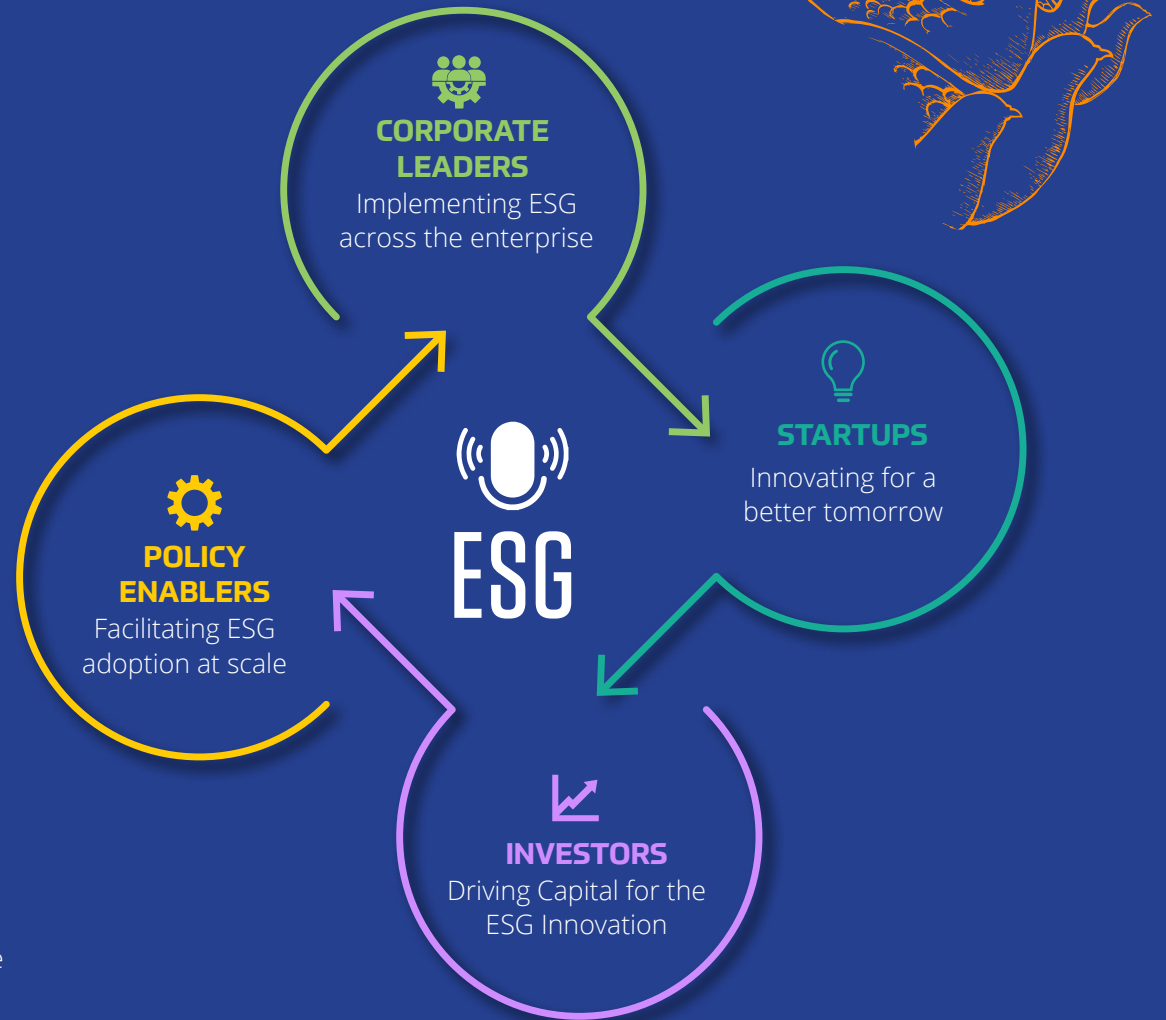 CORPORATE
LEADERS
Implementing ESG
across the enterprise
STARTUPS
Innovating for a
better tomorrow
ESG
POLICY
ENABLERS
Facilitating ESG
adoption at scale
INVESTORS
Driving Capital for the
ESG Innovation